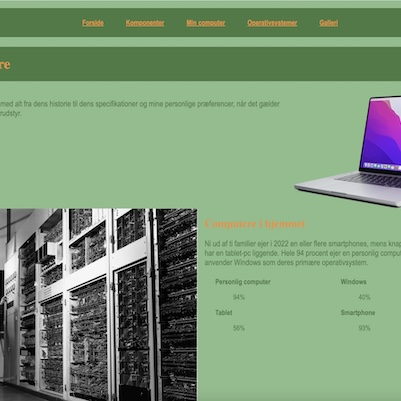 Forside Komponenter Min computer Operativsystemer Galleri
re
med alt fra dens historie til dens specifikationer og mine personlige præferencer, når det gælder
rudstyr.
Computere i hjemmet
Ni ud af ti familier ejer i 2022 en eller flere smartphones, mens knap
har en tablet-pc liggende. Hele 94 procent ejer en personlig comput
anvender Windows som deres primære operativsystem.
Personlig computer Windows
94% 40%
Tablet Smartphone
56% 93%